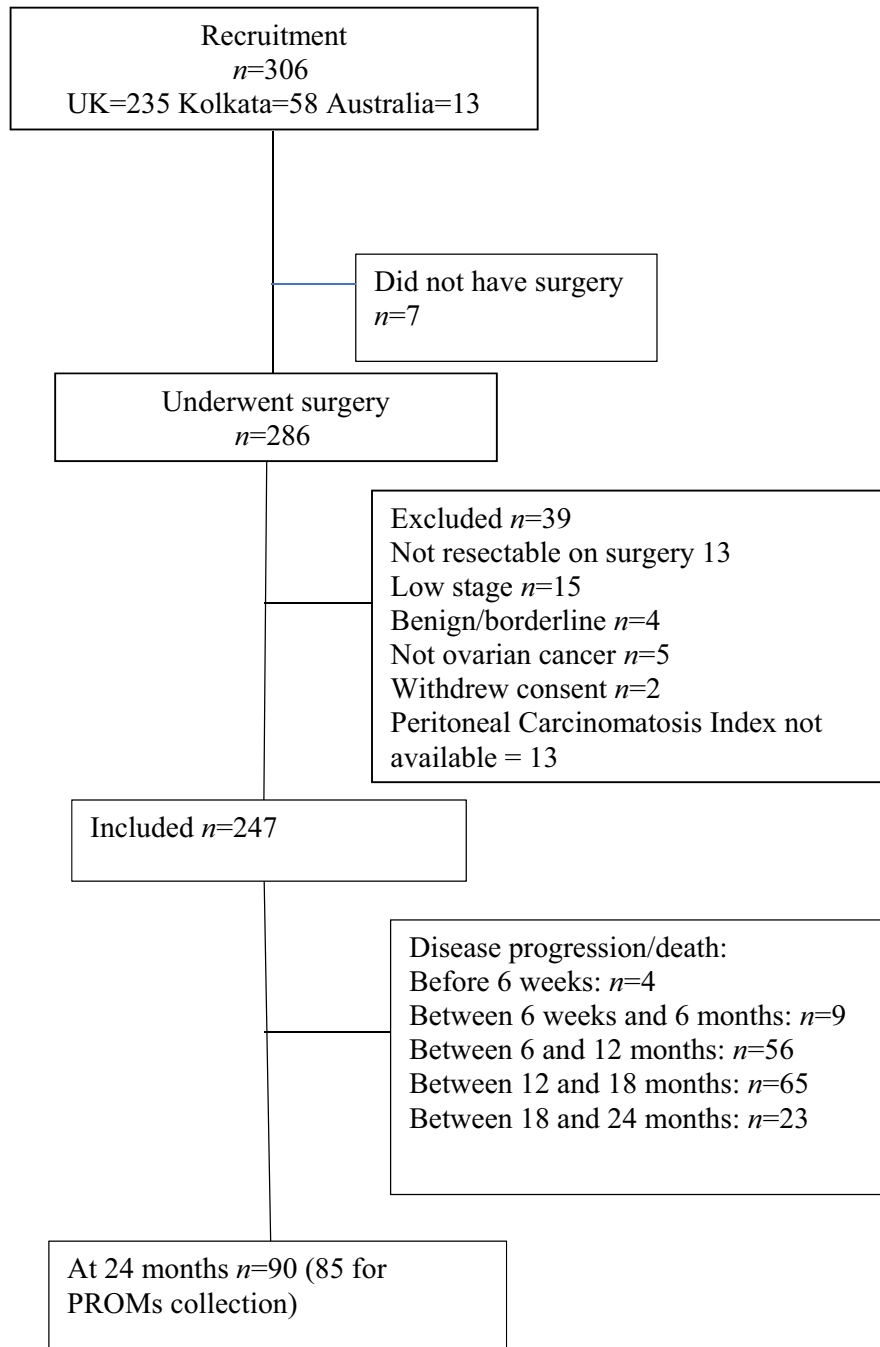 Recruitment
n=306
UK=235 Kolkata=58 Australia=13
Did not have surgery
n=7
Underwent surgery
n=286
Excluded n=39
Not resectable on surgery 13
Low stage n=15
Benign/borderline n=4
Not ovarian cancer n=5
Withdrew consent n=2
Peritoneal Carcinomatosis Index not
available = 13
Included n=247
Disease progression/death:
Before 6 weeks: n=4
Between 6 weeks and 6 months: n=9
Between 6 and 12 months: n=56
Between 12 and 18 months: n=65
Between 18 and 24 months: n=23
At 24 months n=90 (85 for
PROMs collection)